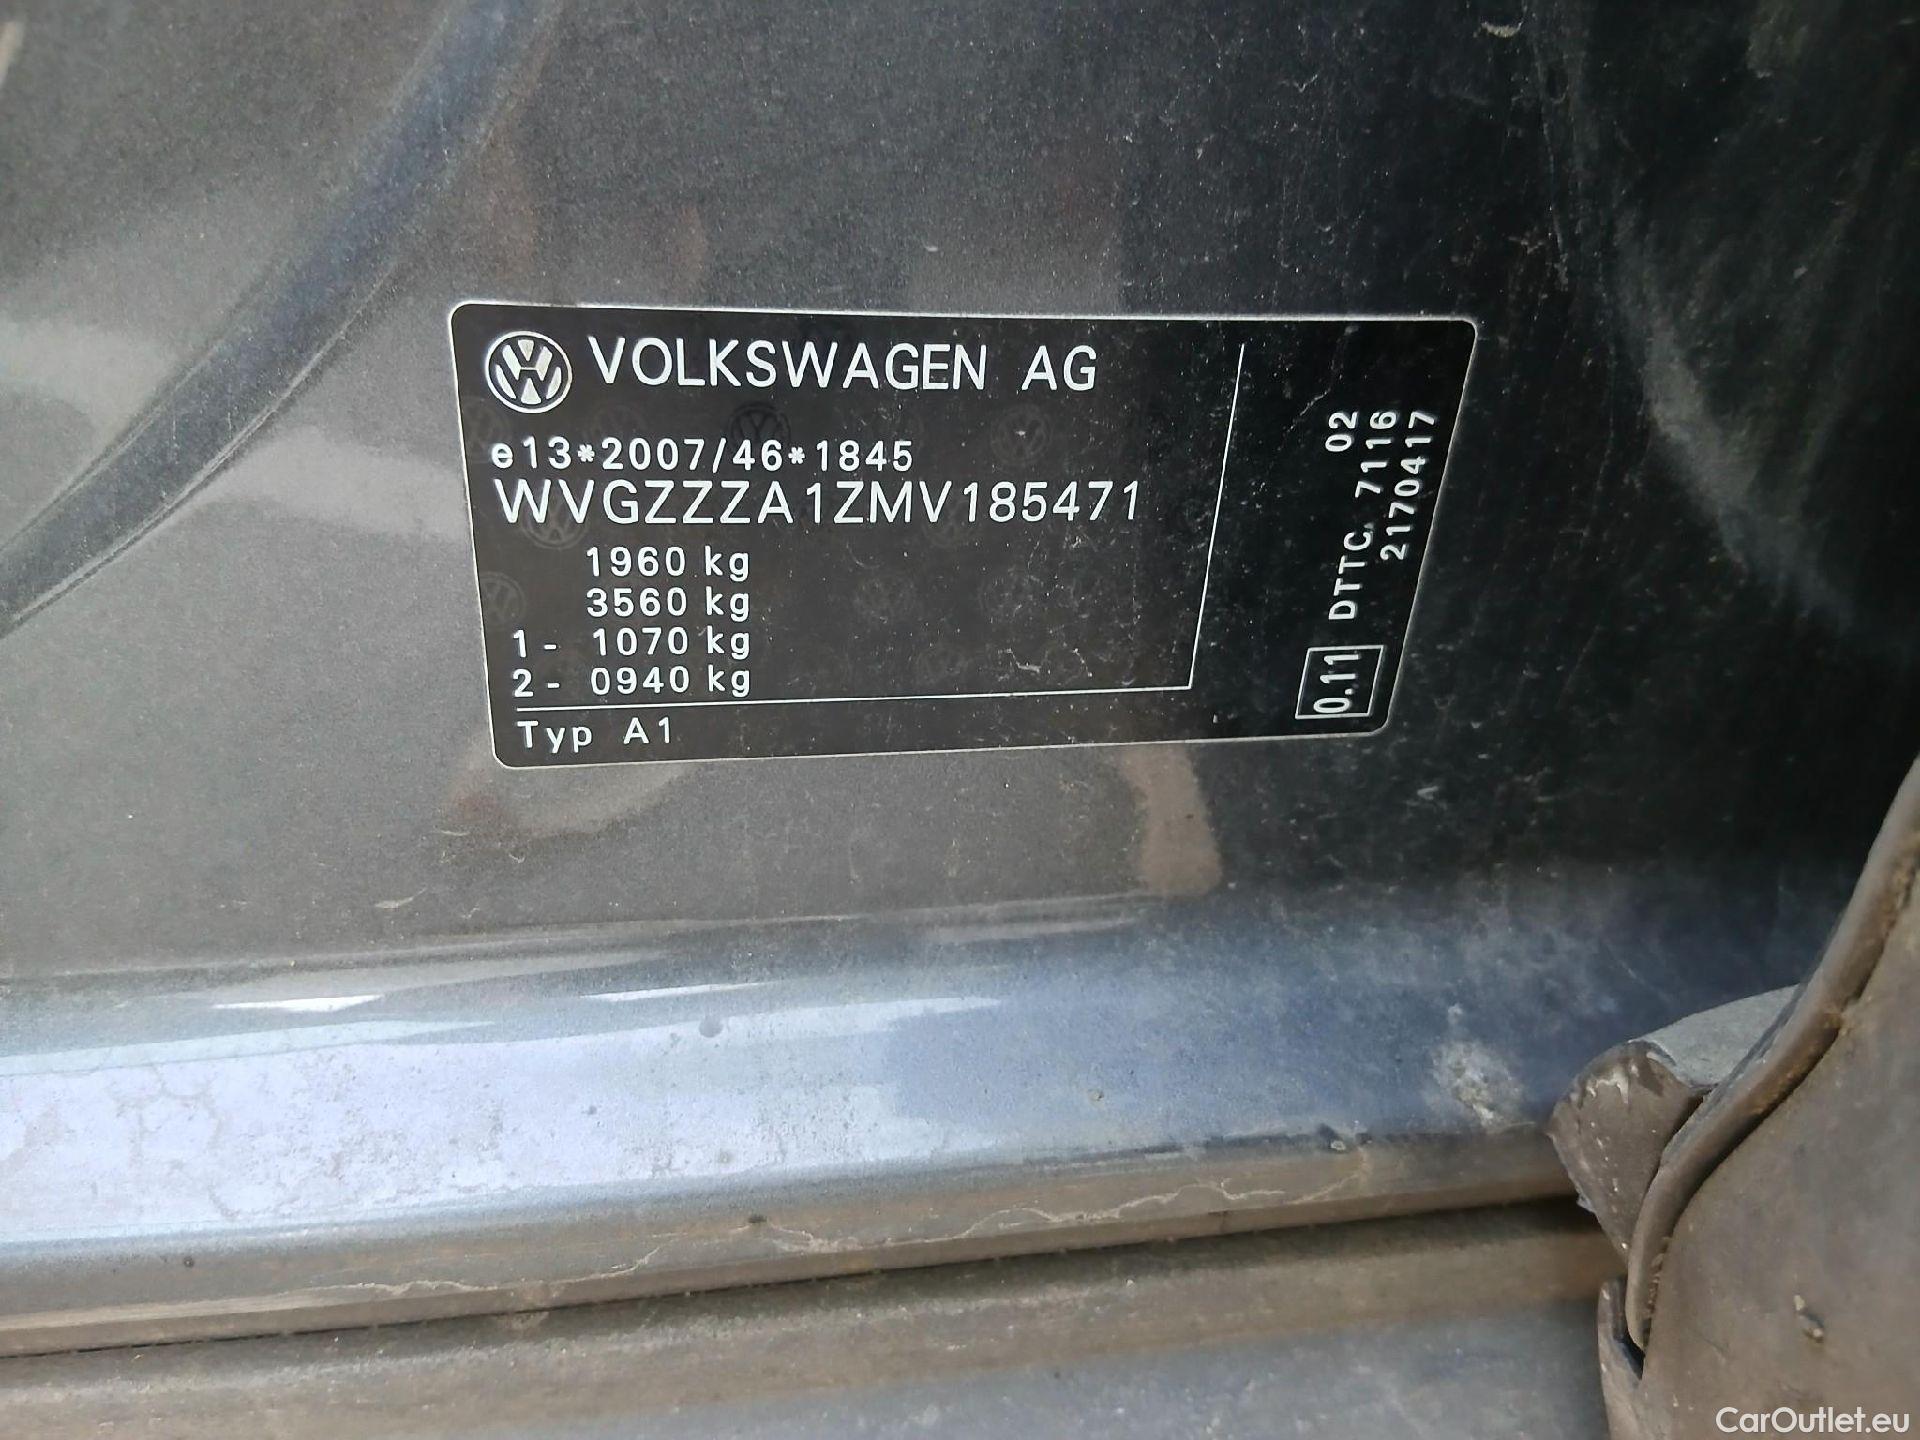 VOLKSWAGEN AG
e13*2007/46*1845
WVGZZZA1ZMV185471
1960 kg
3560 kg
1- 1070 kg
2- 0940 kg
Typ A1
0.11 DTTC. 02
7116
2170417
CarOutlet.eu